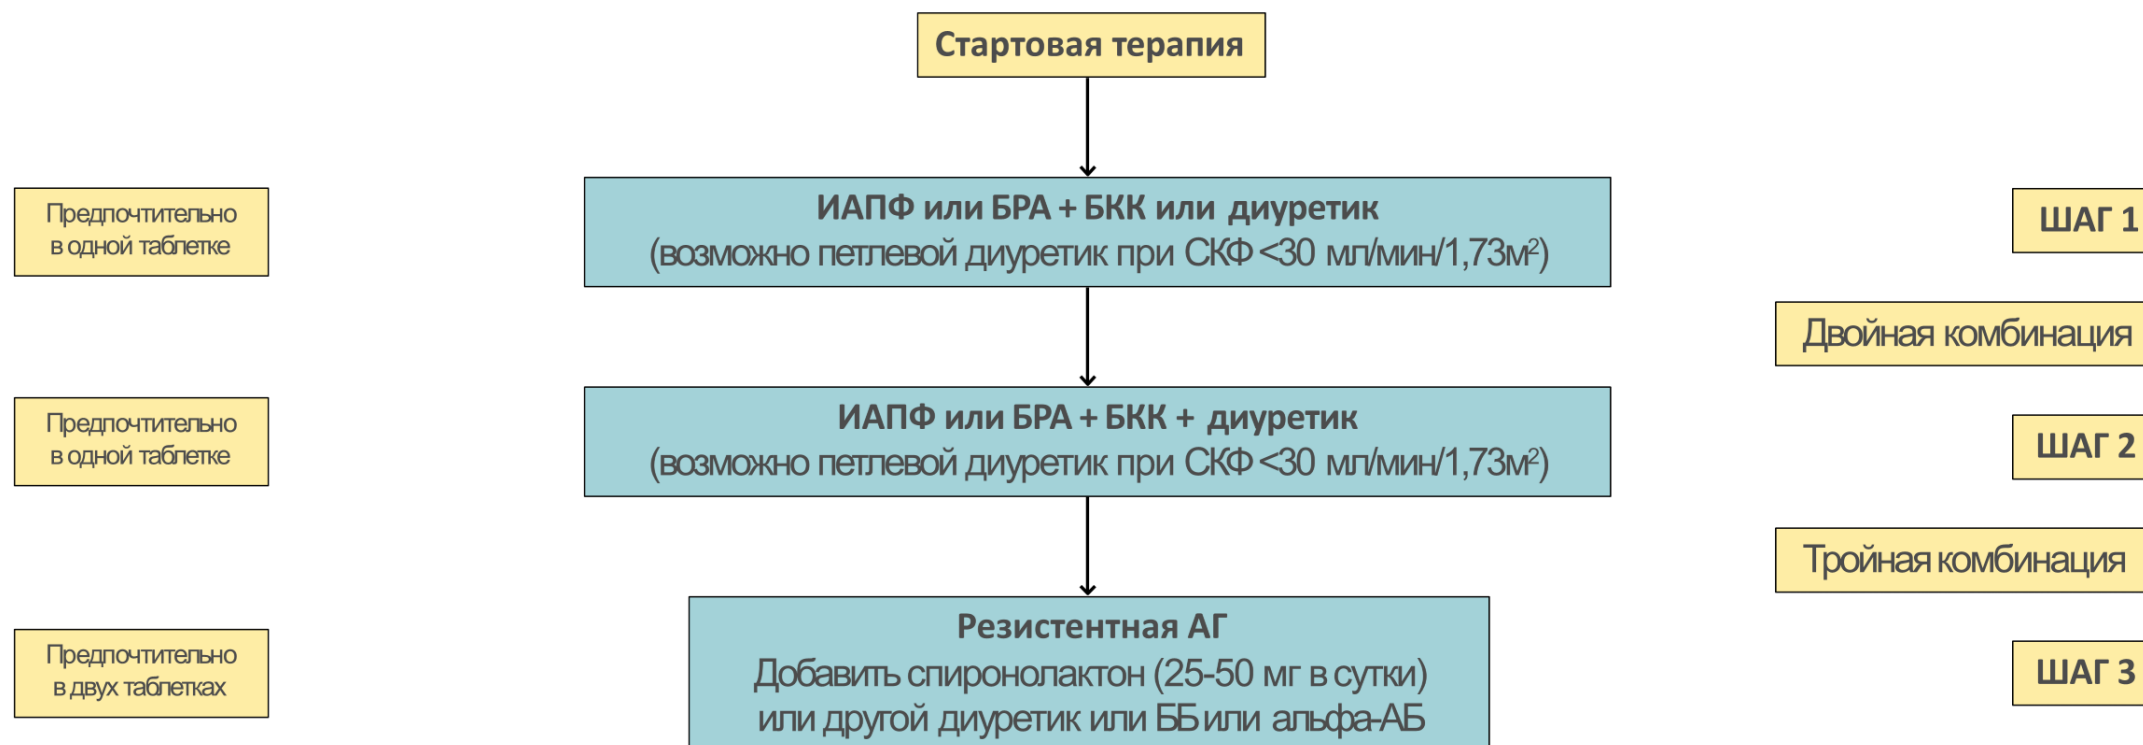 Стартовая терапия
Предпочтительно
в одной таблетке
ИАПФ или БРА + БКК или диуретик
(возможно петлевой диуретик при СКФ <30 мл/мин/1,73м²)
ШАГ 1
Двойная комбинация
Предпочтительно
в одной таблетке
ИАПФ или БРА + БКК + диуретик
(возможно петлевой диуретик при СКФ <30 мл/мин/1,73м²)
ШАГ 2
Тройная комбинация
Предпочтительно
в двух таблетках
Резистентная АГ
Добавить спиронолактон (25-50 мг в сутки)
или другой диуретик или ББ или альфа-АБ
ШАГ 3